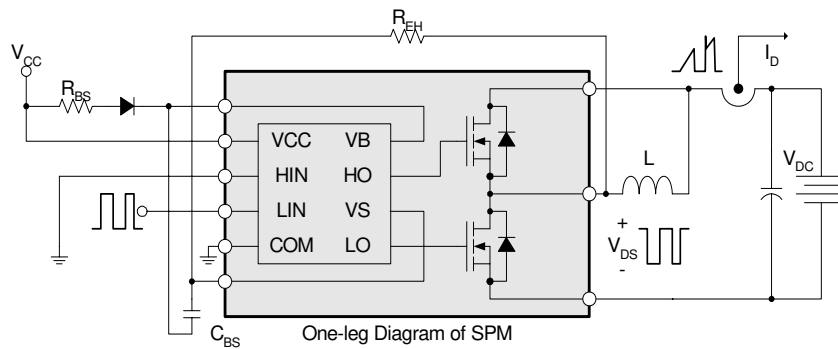 R_EH
V_CC
I_D
R_BS
VCC VB
L
V_DC
HIN HO
LIN VS
+
V_DS
-
COM LO
C_BS
One-leg Diagram of SPM